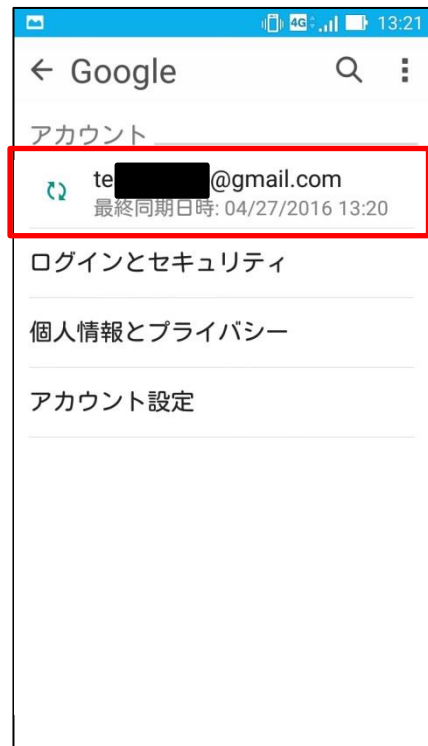 4G 13:21
Google
アカウント
te @gmail.com
最終同期日時: 04/27/2016 13:20
ログインとセキュリティ
個人情報とプライバシー
アカウント設定